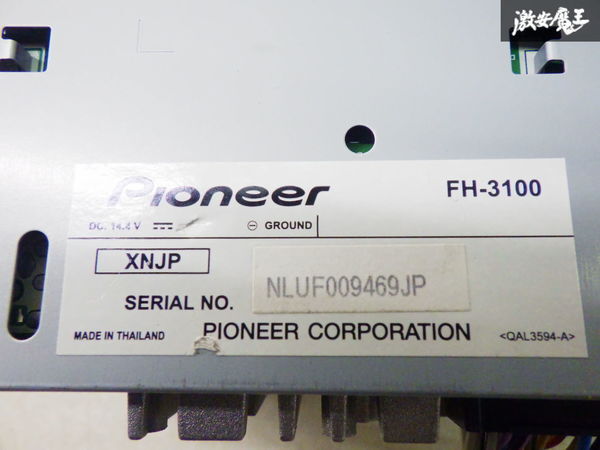 激安魔王
Pioneer
FH-3100
DC. 14.4 V
⊖ GROUND
XNJP
SERIAL NO.
NLUF009469JP
MADE IN THAILAND
PIONEER CORPORATION
<QAL3594-A>